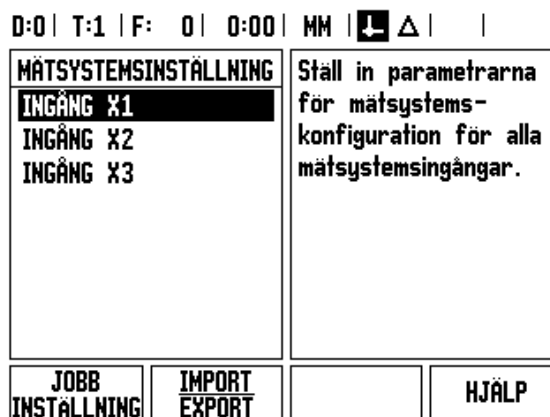 D:0 | T:1 | F: 0 | 0:00 | MM | Δ | |
MÄTSYSTEMSINSTÄLLNING
INGÅNG X1
INGÅNG X2
INGÅNG X3
Ställ in parametrarna
för mätsystems-
konfiguration för alla
mätsystemsingångar.
JOBB
INSTÄLLNING
IMPORT
EXPORT
HJÄLP